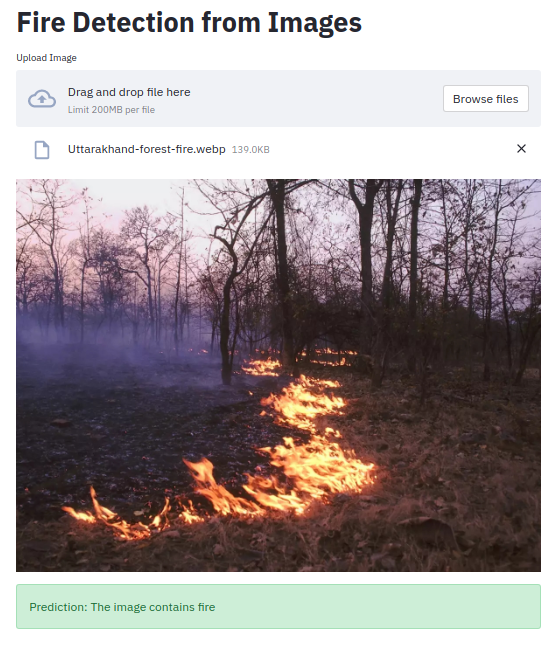 Fire Detection from Images
Upload Image
Drag and drop file here
Limit 200MB per file
Browse files
Uttarakhand-forest-fire.webp 139.0KB
Prediction: The image contains fire